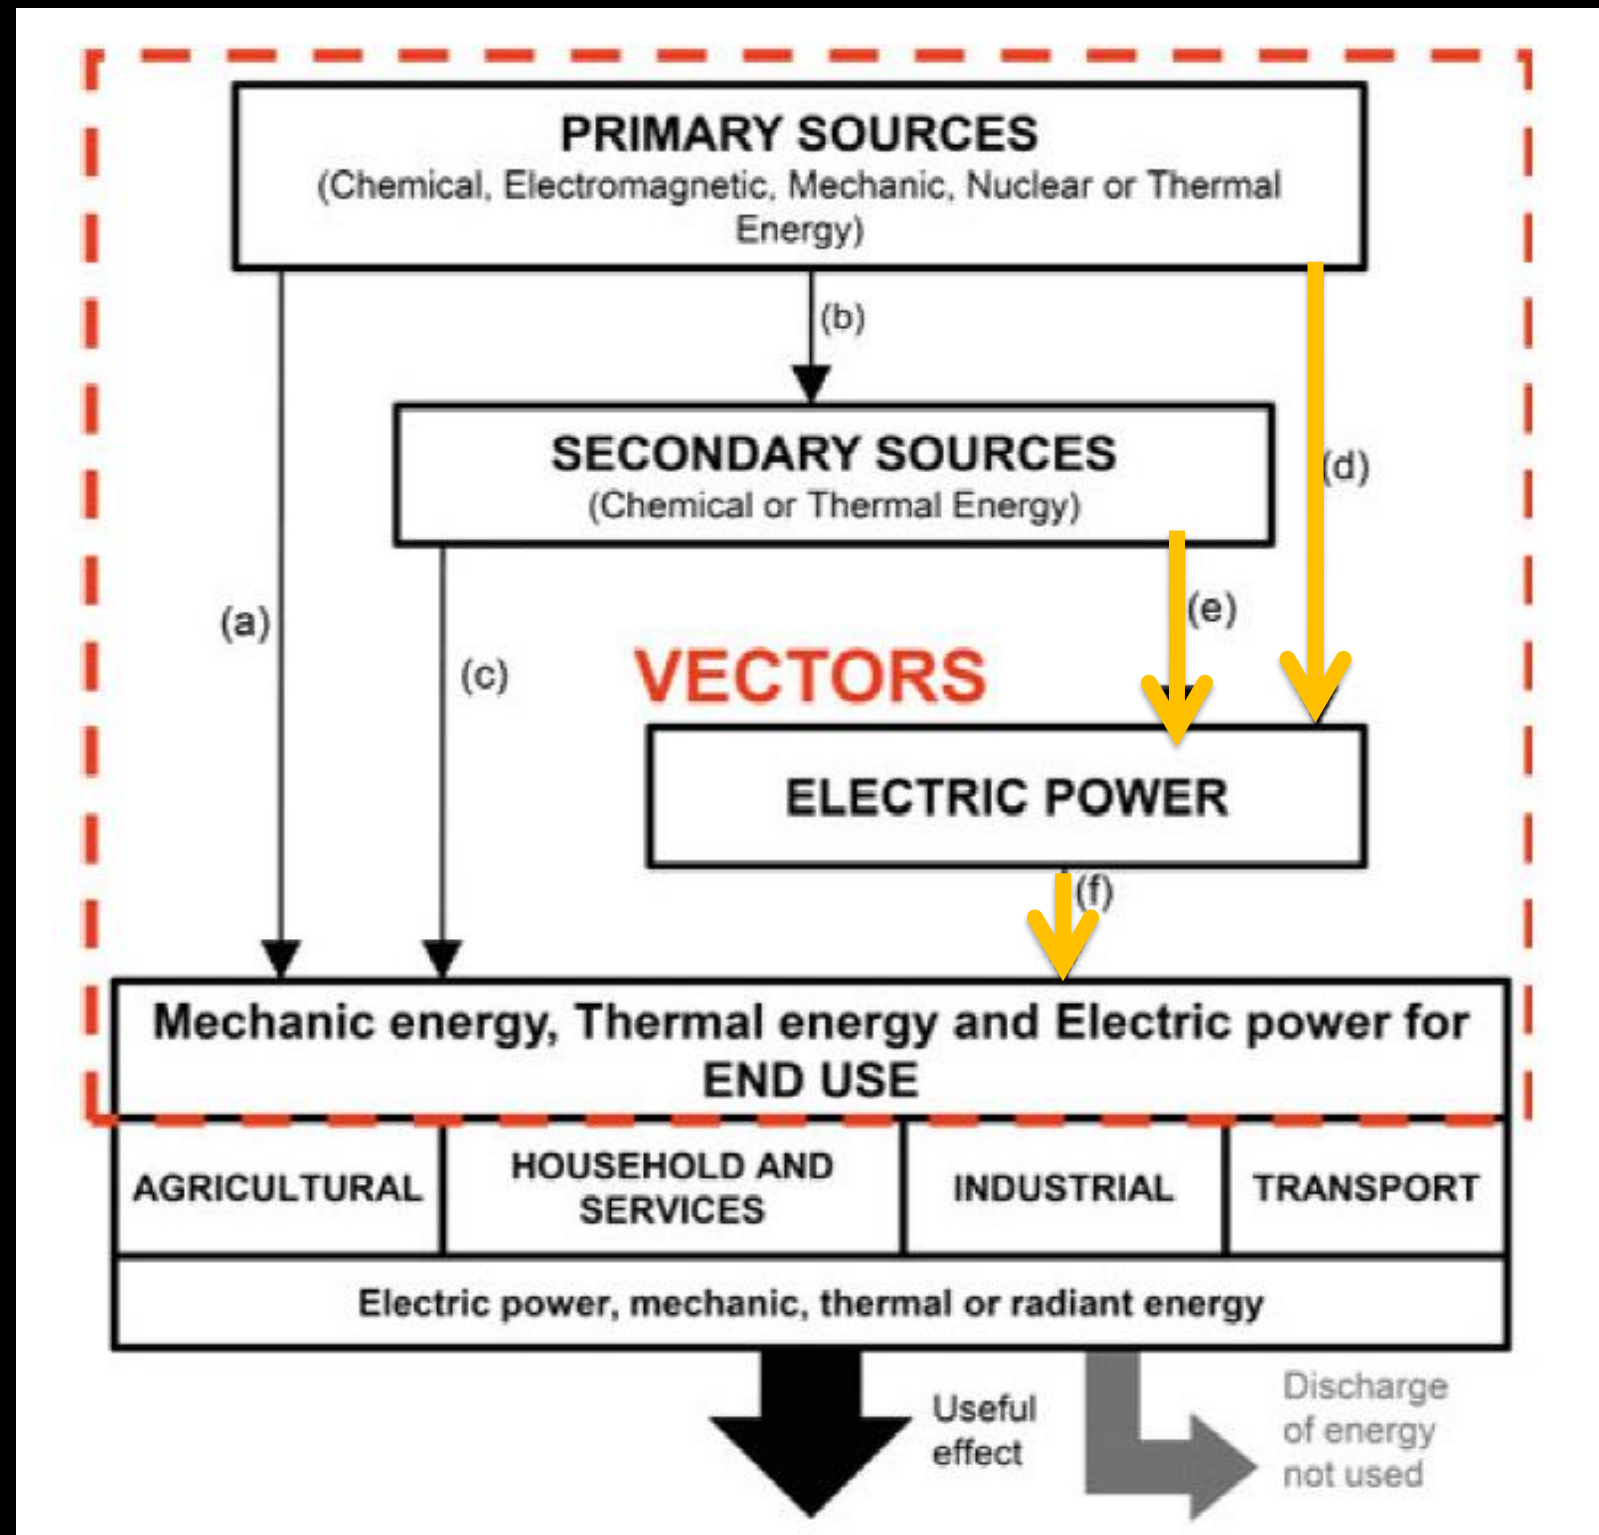 PRIMARY SOURCES
(Chemical, Electromagnetic, Mechanic, Nuclear or Thermal
Energy)
(b)
SECONDARY SOURCES
(Chemical or Thermal Energy)
(d)
(e)
(a)
(c)
VECTORS
ELECTRIC POWER
(f)
Mechanic energy, Thermal energy and Electric power for
END USE
AGRICULTURAL
HOUSEHOLD AND
SERVICES
INDUSTRIAL
TRANSPORT
Electric power, mechanic, thermal or radiant energy
Useful
effect
Discharge
of energy
not used